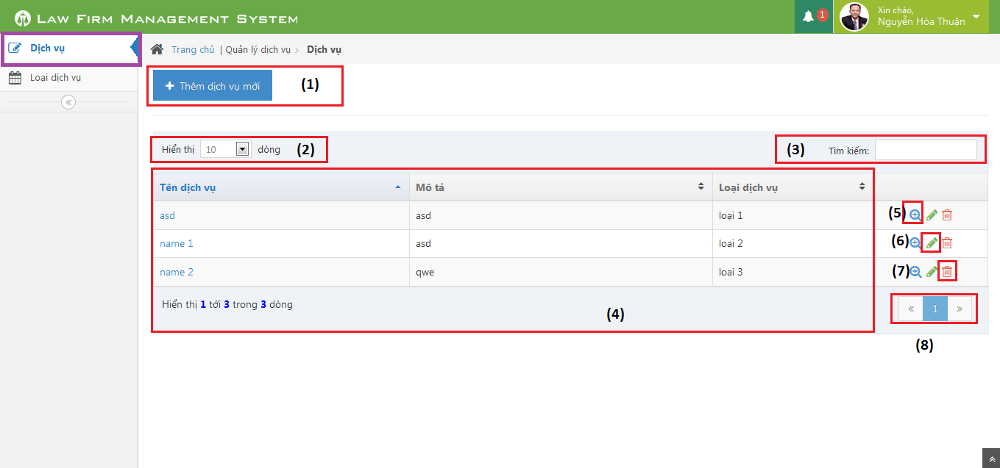 LAW FIRM MANAGEMENT SYSTEM
1
Xin chào,
Nguyễn Hòa Thuận
Dịch vụ
Loại dịch vụ
Trang chủ | Quản lý dịch vụ > Dịch vụ
+ Thêm dịch vụ mới (1)
Hiển thị 10 dòng (2)
(3) Tìm kiếm:
Tên dịch vụ Mô tả Loại dịch vụ
asd asd loại 1 (5)
name 1 asd loai 2 (6)
name 2 qwe loai 3 (7)
Hiển thị 1 tới 3 trong 3 dòng
(4)
« 1 »
(8)